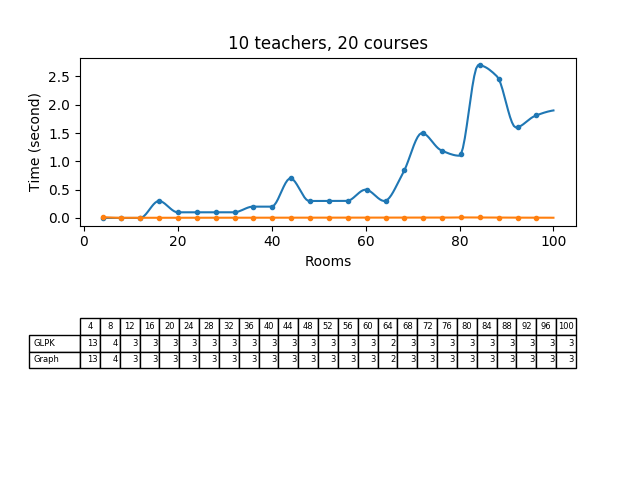 10 teachers, 20 courses
Time (second)
2.5
2.0
1.5
1.0
0.5
0.0
0 20 40 60 80 100
Rooms
4 8 12 16 20 24 28 32 36 40 44 48 52 56 60 64 68 72 76 80 84 88 92 96 100
GLPK 13 4 3 3 3 3 3 3 3 3 3 3 3 3 3 2 3 3 3 3 3 3 3 3 3
Graph 13 4 3 3 3 3 3 3 3 3 3 3 3 3 3 2 3 3 3 3 3 3 3 3 3